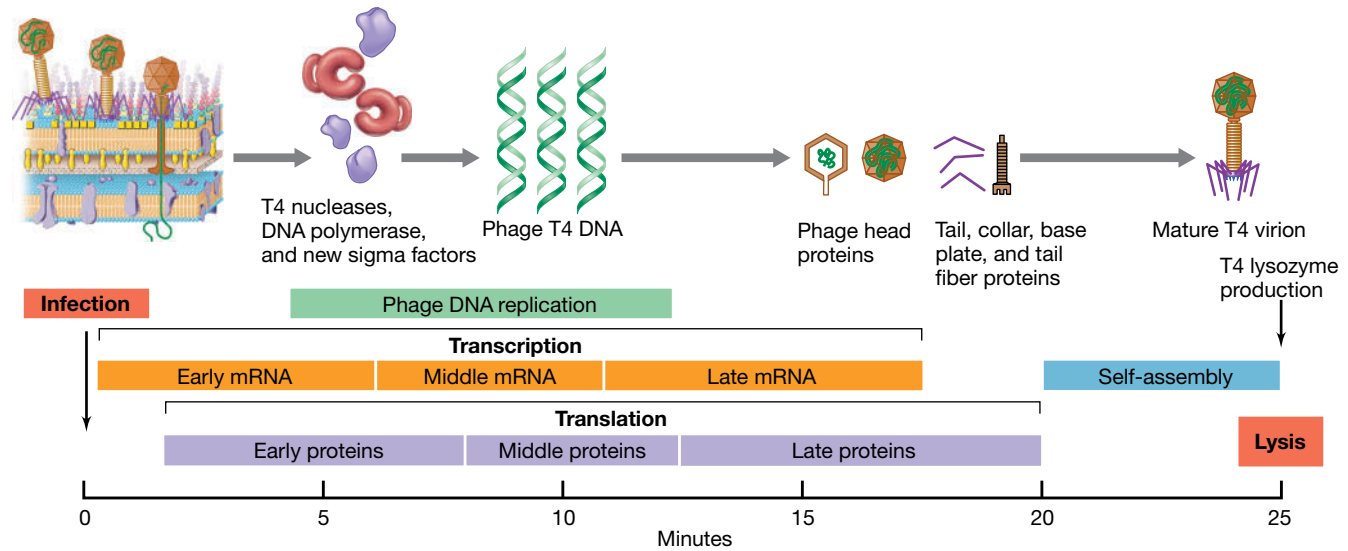 T4 nucleases,
DNA polymerase,
and new sigma factors
Phage T4 DNA
Phage head
proteins
Tail, collar, base
plate, and tail
fiber proteins
Mature T4 virion
T4 lysozyme
production
Infection
Phage DNA replication
Transcription
Early mRNA
Middle mRNA
Late mRNA
Self-assembly
Translation
Early proteins
Middle proteins
Late proteins
Lysis
0
5
10
15
20
25
Minutes